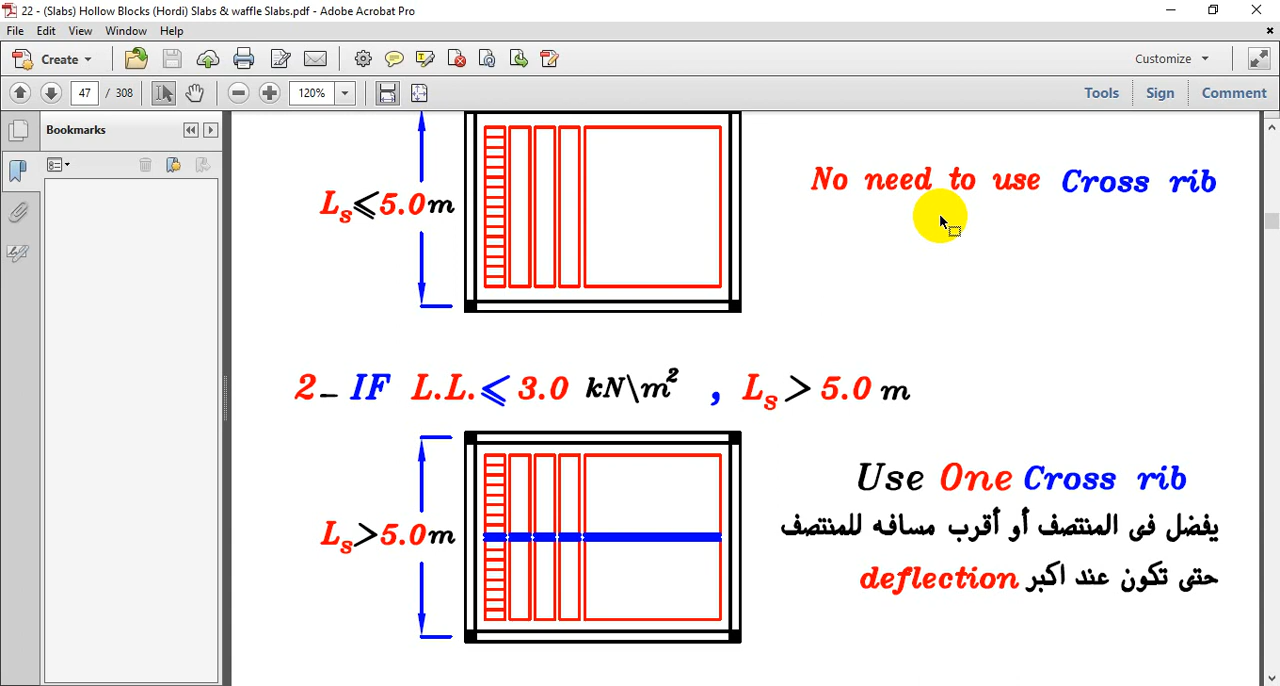 22 - (Slabs) Hollow Blocks (Hordi) Slabs & waffle Slabs.pdf - Adobe Acrobat Pro
File Edit View Window Help
Create Customize
47 / 308 120% Tools Sign Comment
Bookmarks
No need to use Cross rib
Ls⩽5.0m
2- IF L.L.⩽ 3.0 kN\m² , Ls> 5.0 m
Use One Cross rib
يفضل فى المنتصف أو أقرب مسافه للمنتصف
Ls>5.0m
حتى تكون عند اكبر deflection